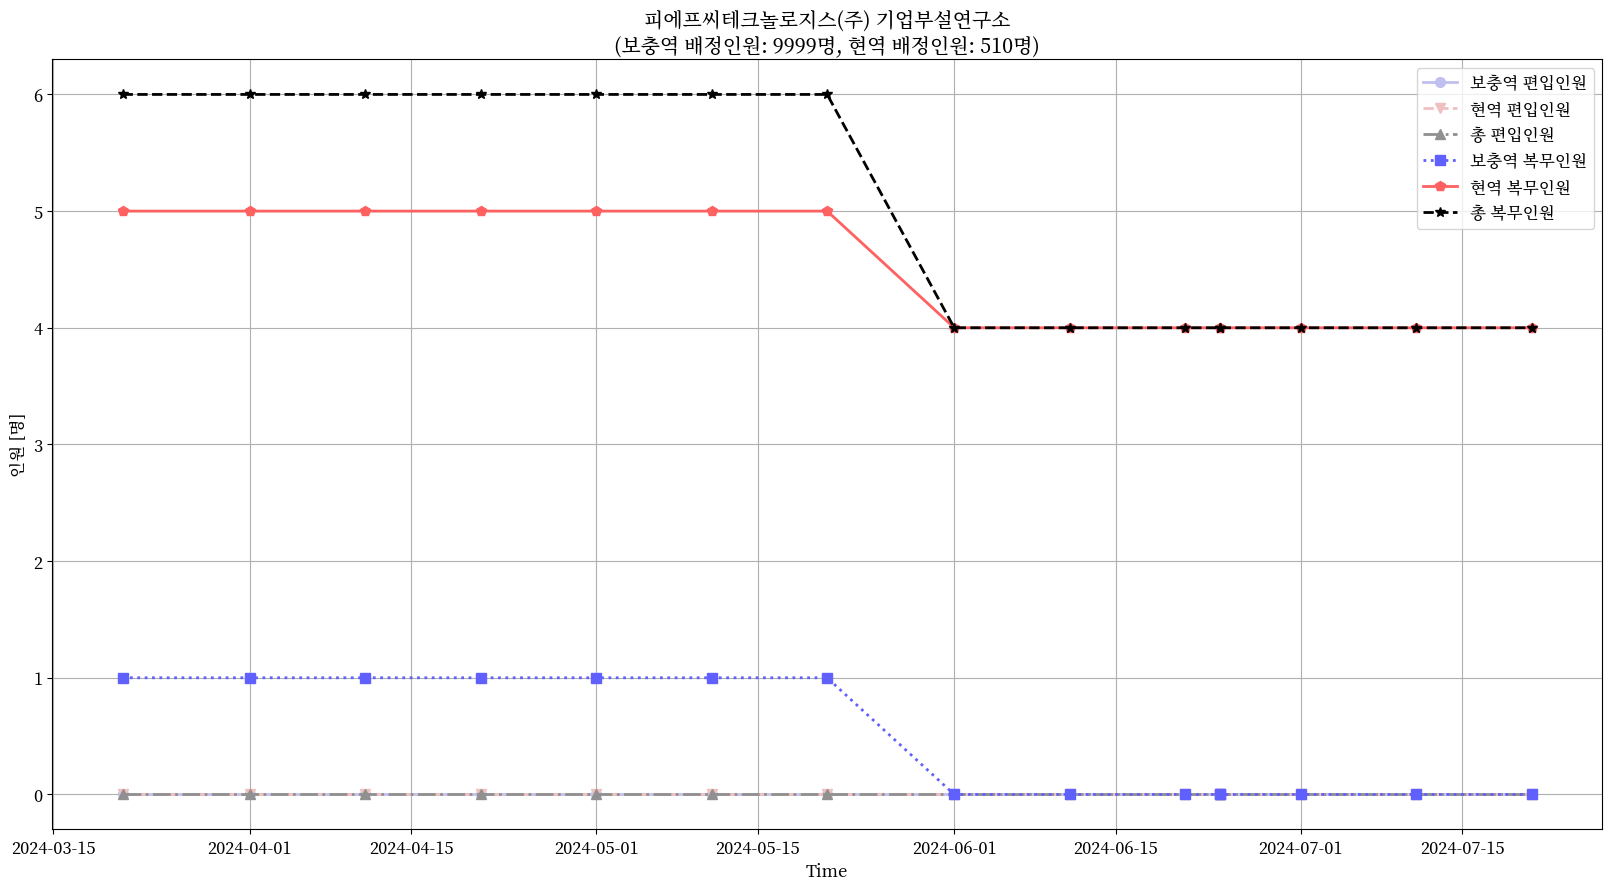 피에프씨테크놀로지스(주) 기업부설연구소
(보충역 배정인원: 9999명, 현역 배정인원: 510명)
보충역 편입인원
현역 편입인원
총 편입인원
보충역 복무인원
현역 복무인원
총 복무인원
인원 [명]
6
5
4
3
2
1
0
2024-03-15
2024-04-01
2024-04-15
2024-05-01
2024-05-15
2024-06-01
2024-06-15
2024-07-01
2024-07-15
Time